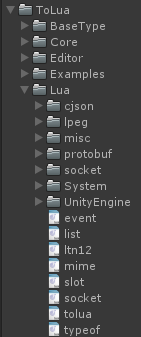 ToLua
BaseType
Core
Editor
Examples
Lua
cjson
lpeg
misc
protobuf
socket
System
UnityEngine
event
list
ltn12
mime
slot
socket
tolua
typeof